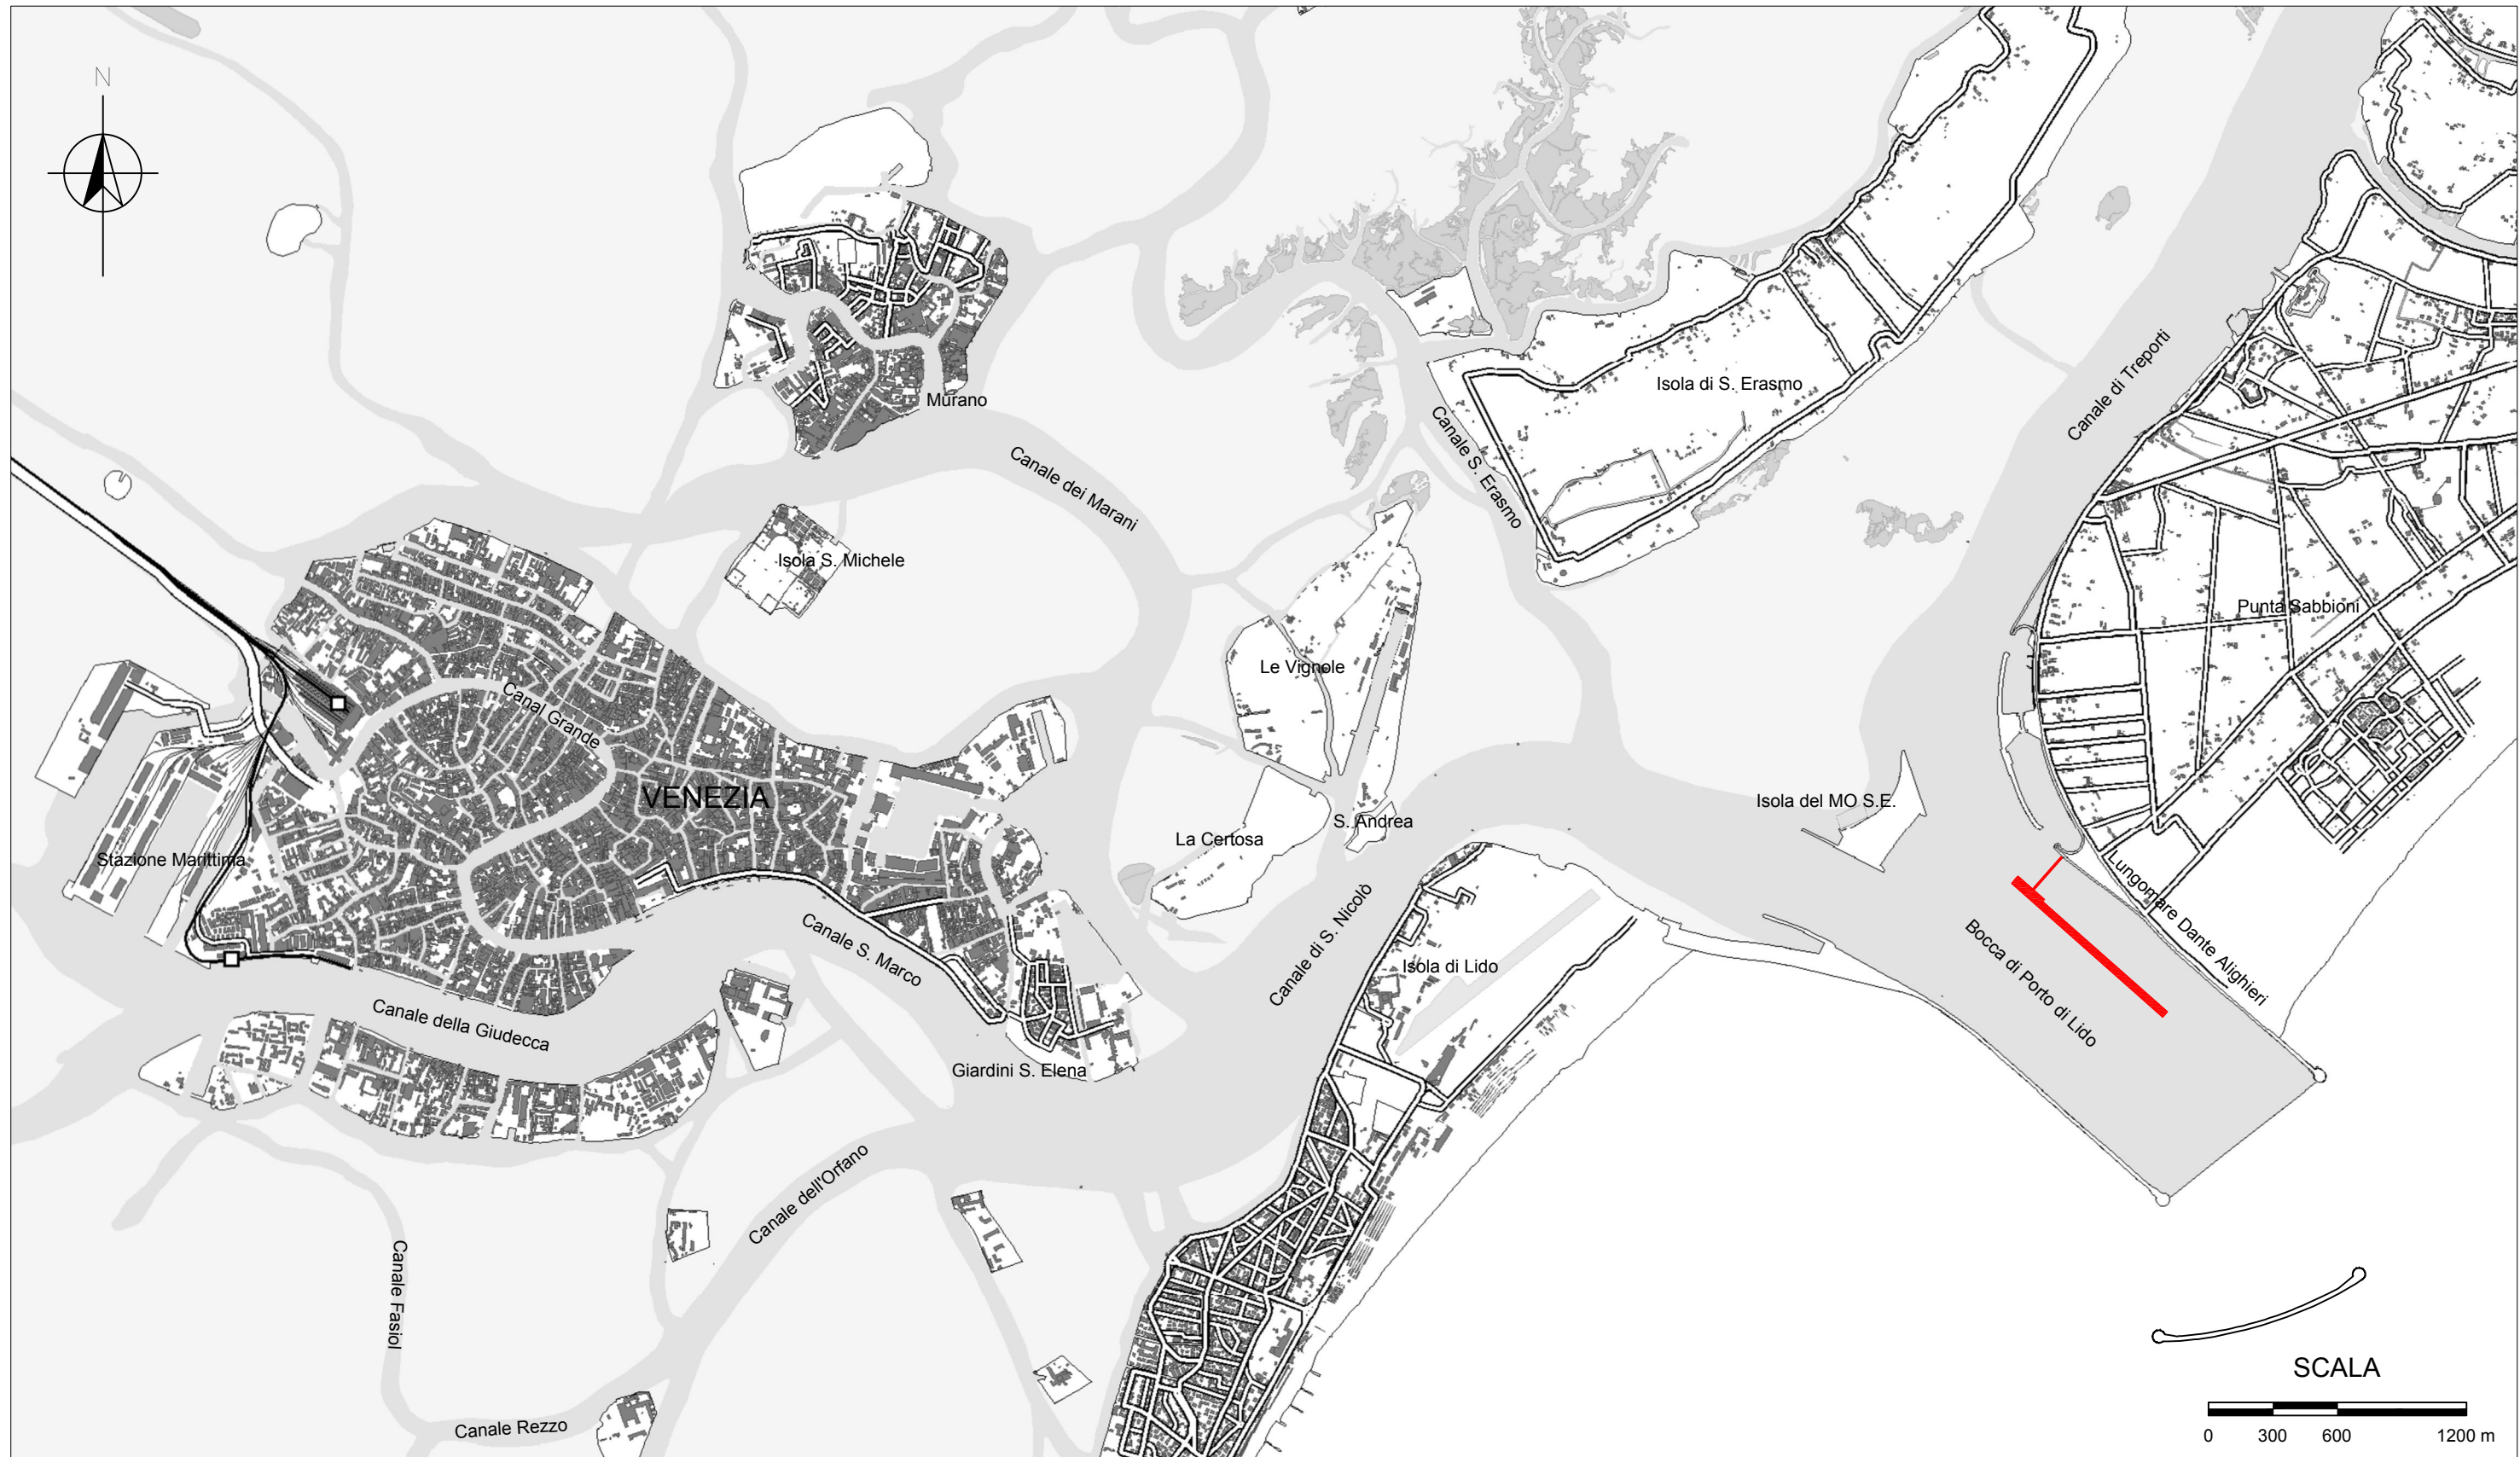 N
Murano
Canale dei Marani
Isola S. Michele
Canale S. Erasmo
Isola di S. Erasmo
Canale di Treporti
Punta Sabbioni
Le Vignole
Canal Grande
VENEZIA
Isola del MO S.E.
S. Andrea
La Certosa
Stazione Marittima
Canale S. Marco
Canale di S. Nicolò
Isola di Lido
Lungomare Dante Alighieri
Bocca di Porto di Lido
Canale della Giudecca
Giardini S. Elena
Canale dell'Orfano
Canale Fasiol
Canale Rezzo
SCALA
0 300 600 1200 m